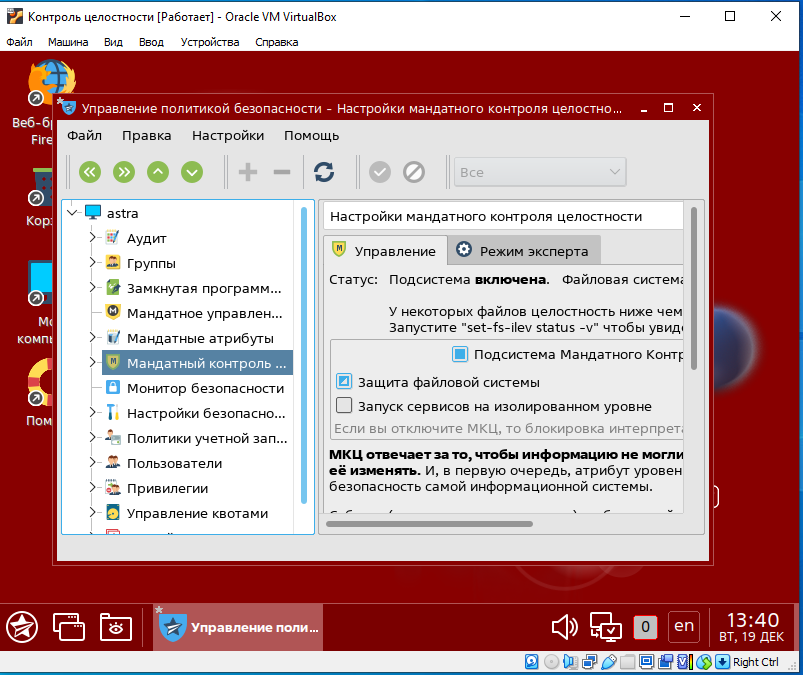 Контроль целостности [Работает] - Oracle VM VirtualBox
Файл Машина Вид Ввод Устройства Справка
Веб-б
Fire
Кор
М
комп
Пом
Управление политикой безопасности – Настройки мандатного контроля целостно...
Файл Правка Настройки Помощь
Все
astra
Аудит
Группы
Замкнутая программ...
Мандатное управлен...
Мандатные атрибуты
Мандатный контроль ...
Монитор безопасности
Настройки безопасно...
Политики учетной зап...
Пользователи
Привилегии
Управление квотами
Настройки мандатного контроля целостности
Управление Режим эксперта
Статус: Подсистема включена. Файловая система
У некоторых файлов целостность ниже чем
Запустите "set-fs-ilev status -v" чтобы увид
Подсистема Мандатного Контр
Защита файловой системы
Запуск сервисов на изолированном уровне
Если вы отключите МКЦ, то блокировка интерпрета
МКЦ отвечает за то, чтобы информацию не могли
её изменять. И, в первую очередь, атрибут уровен
безопасность самой информационной системы.
Управление поли...
0
en
13:40
ВТ, 19 ДЕК
Right Ctrl